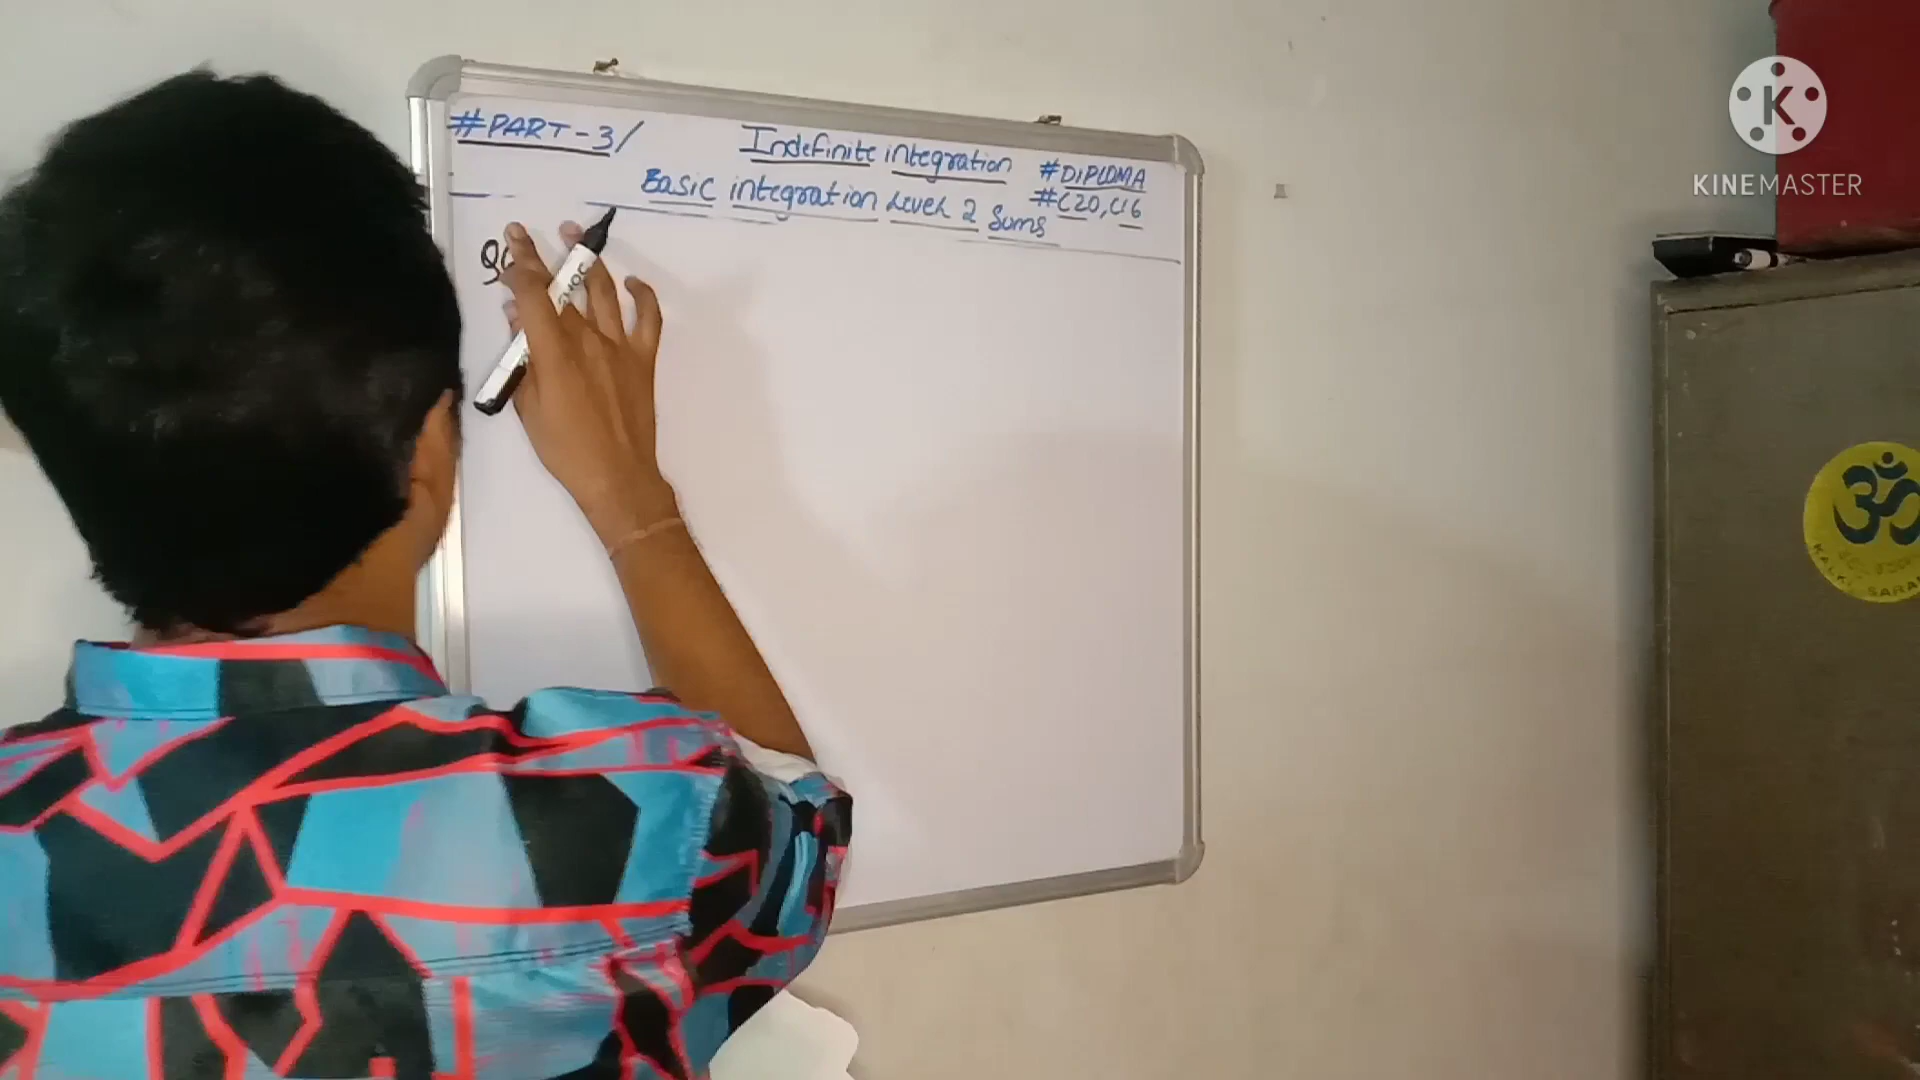 #PART-3/ Indefinite integration #DIPLOMA
Basic integration Level 2 Sums #C20, C16
KINEMASTER
K
ॐ